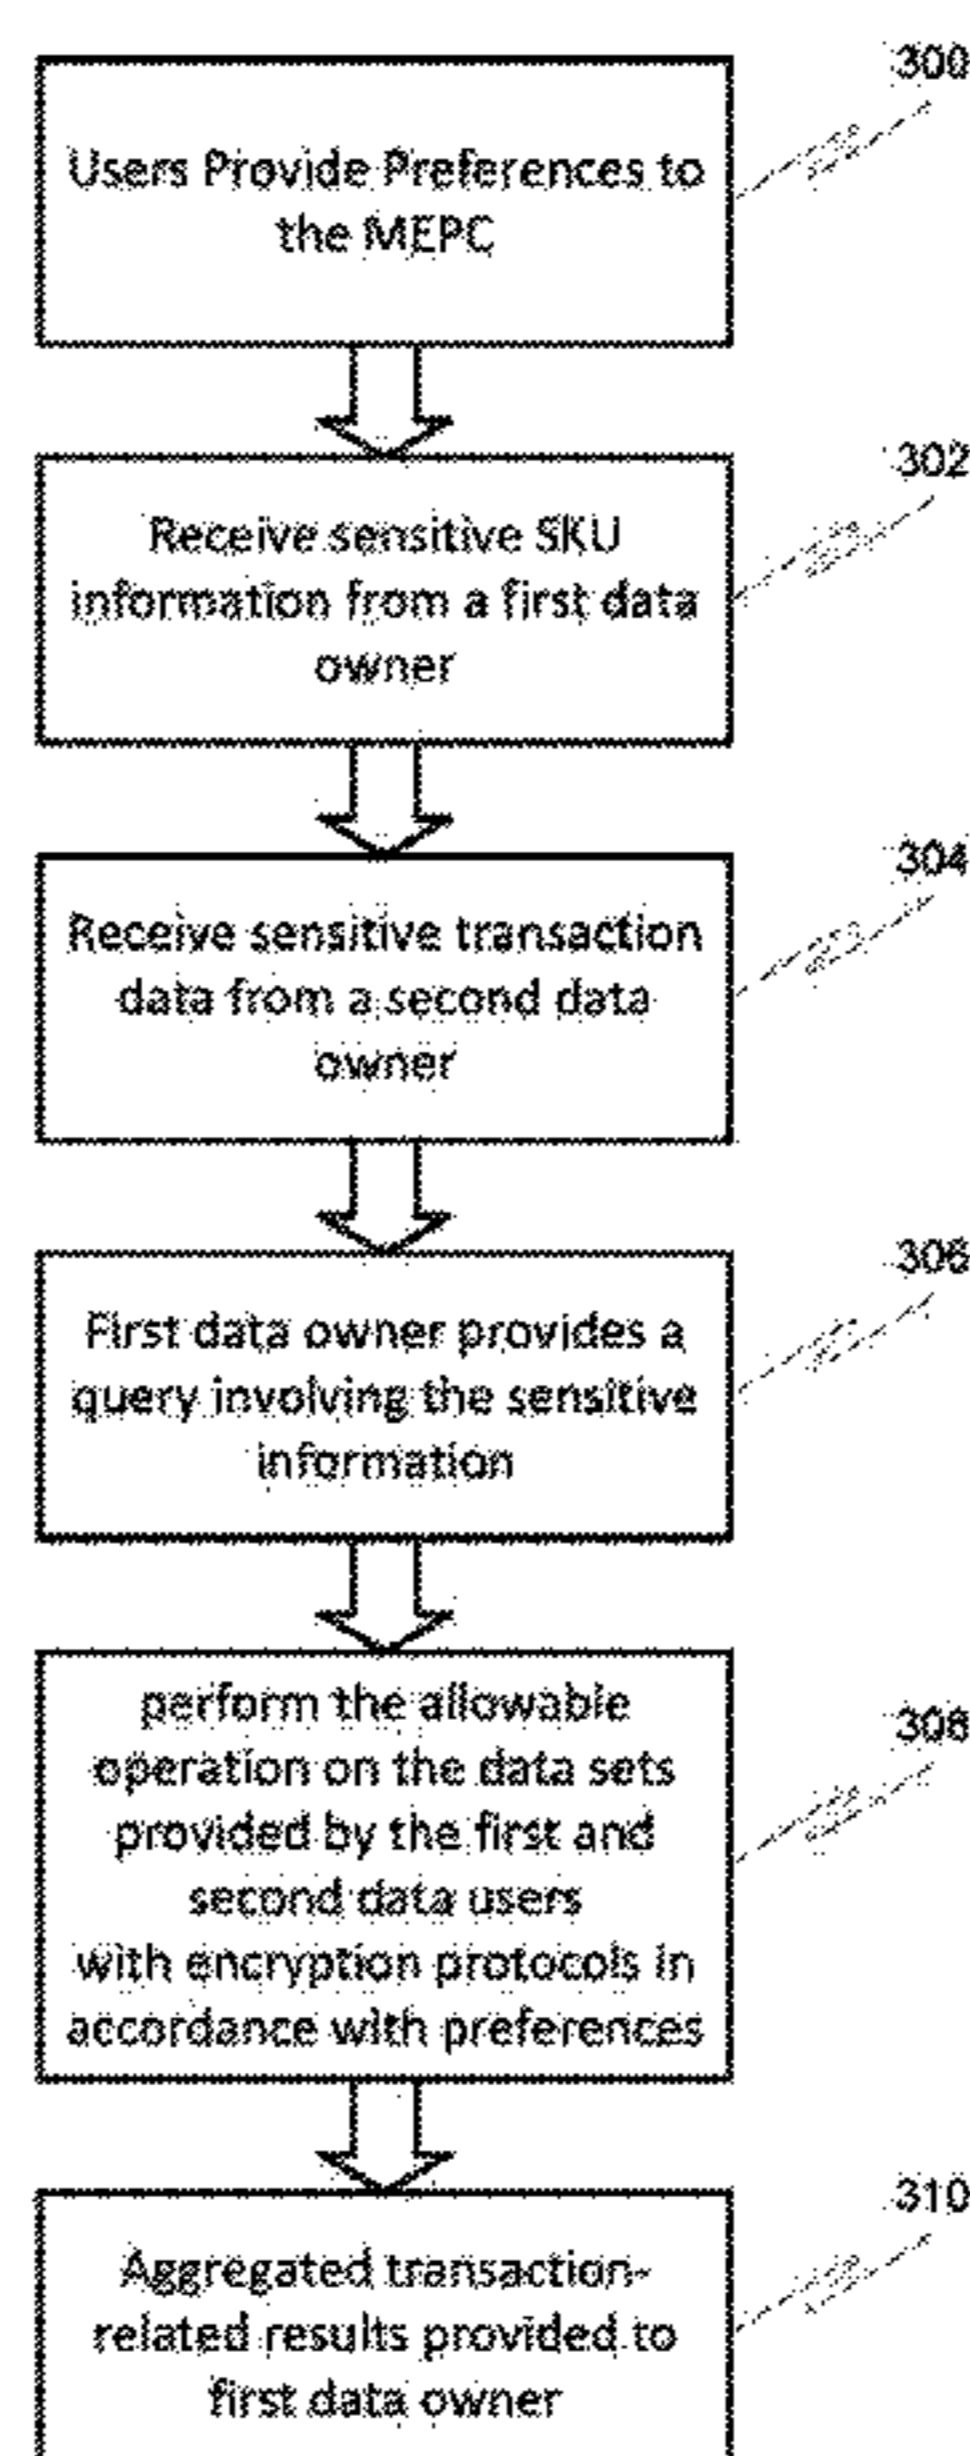 300
Users Provide Preferences to
the MEPC
302
Receive sensitive SKU
information from a first data
owner
304
Receive sensitive transaction
data from a second data
owner
306
First data owner provides a
query involving the sensitive
information
308
perform the allowable
operation on the data sets
provided by the first and
second data users
with encryption protocols in
accordance with preferences
310
Aggregated transaction-
related results provided to
first data owner